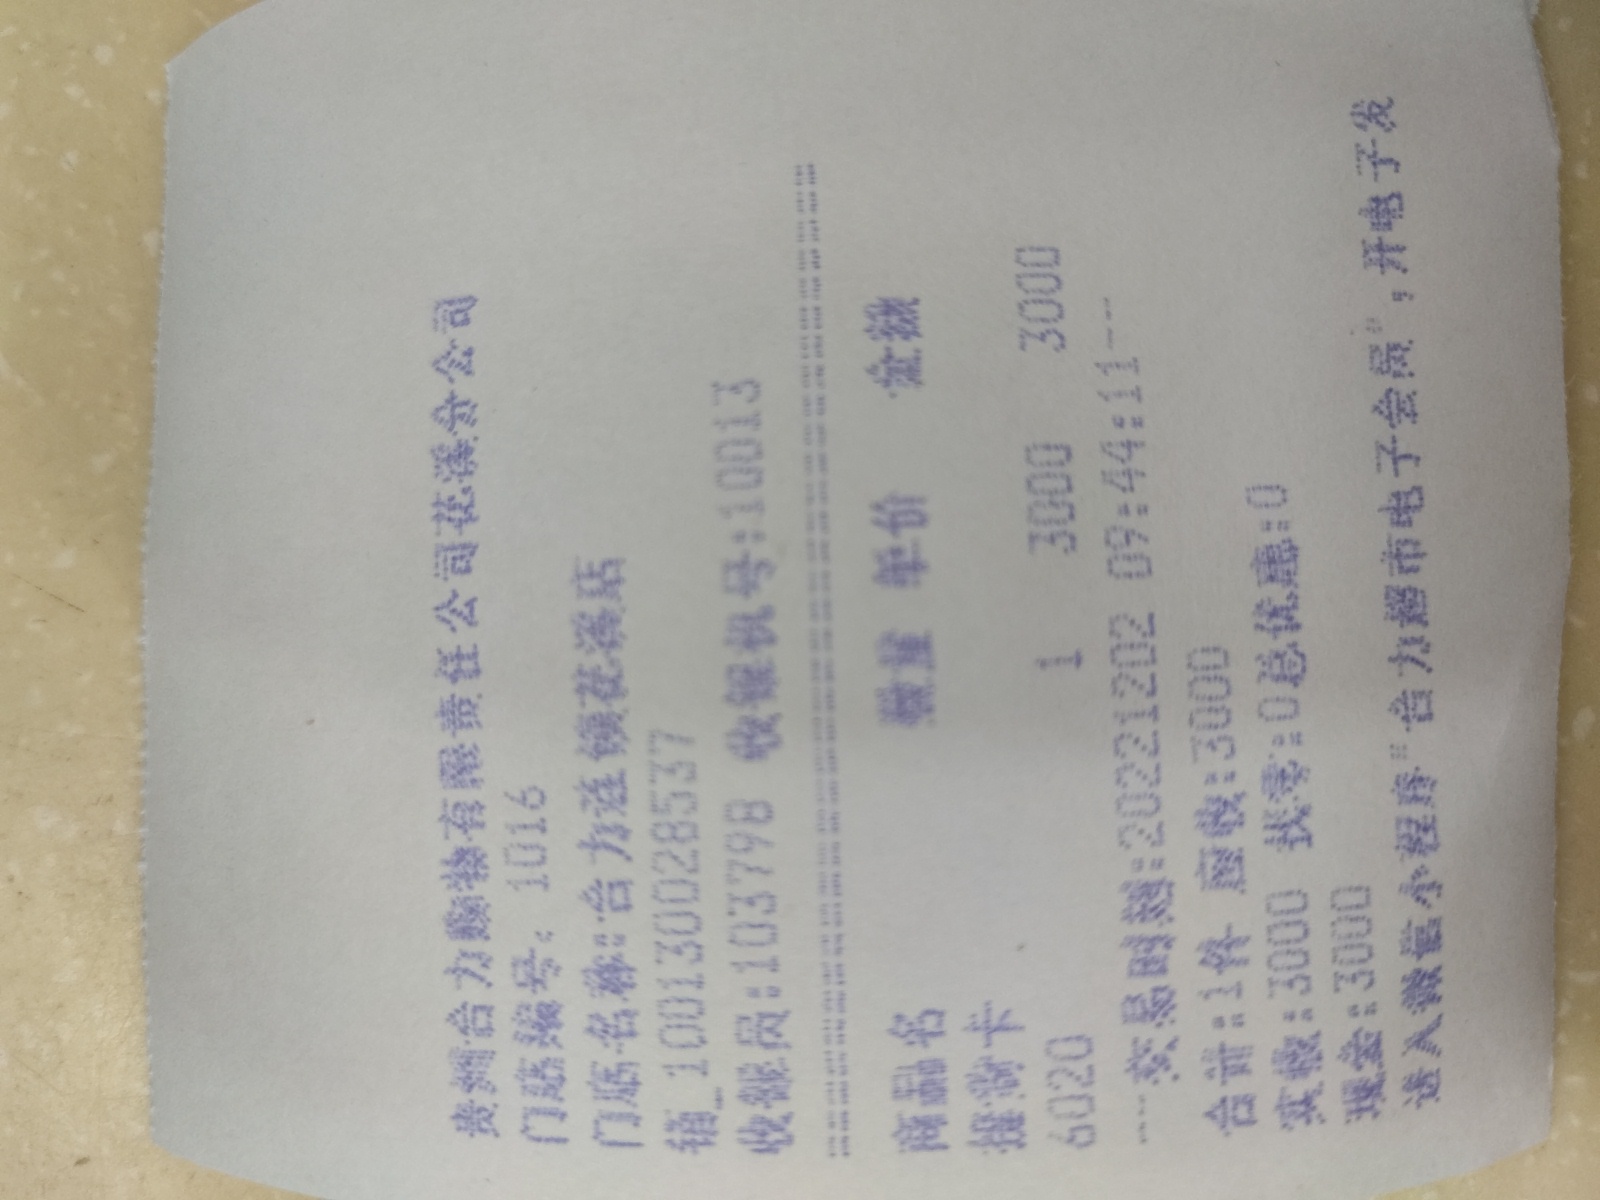 贵州合力购物有限责任公司花溪分公司
门店编号：1016
门店名称：合力连锁花溪店
销_100130028537
收银员:103798 收银机号:10013
商品名 数量 单价 金额
提货卡
6020 1 3000 3000
---交易时间:20221202 09:44:11---
合计:1件 应收:3000
实收:3000 找零:0总优惠:0
现金:3000
进入微信小程序"合力超市电子会员"，开电子发